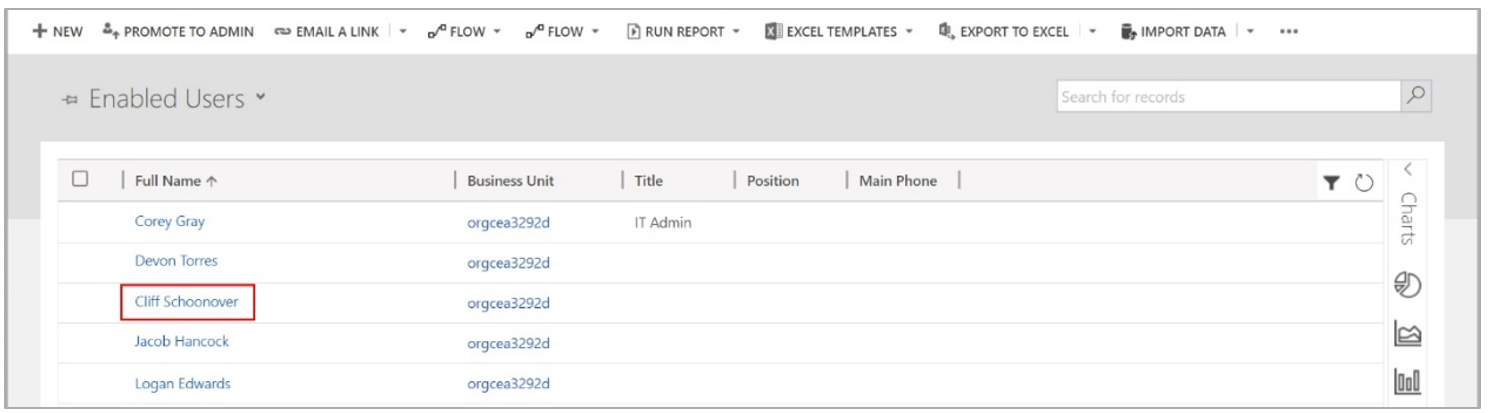 NEW PROMOTE TO ADMIN EMAIL A LINK FLOW FLOW RUN REPORT EXCEL TEMPLATES EXPORT TO EXCEL IMPORT DATA ...
Enabled Users Search for records
Full Name Business Unit Title Position Main Phone
Charts
Corey Gray orgcea3292d IT Admin
Devon Torres orgcea3292d
Cliff Schoonover orgcea3292d
Jacob Hancock orgcea3292d
Logan Edwards orgcea3292d